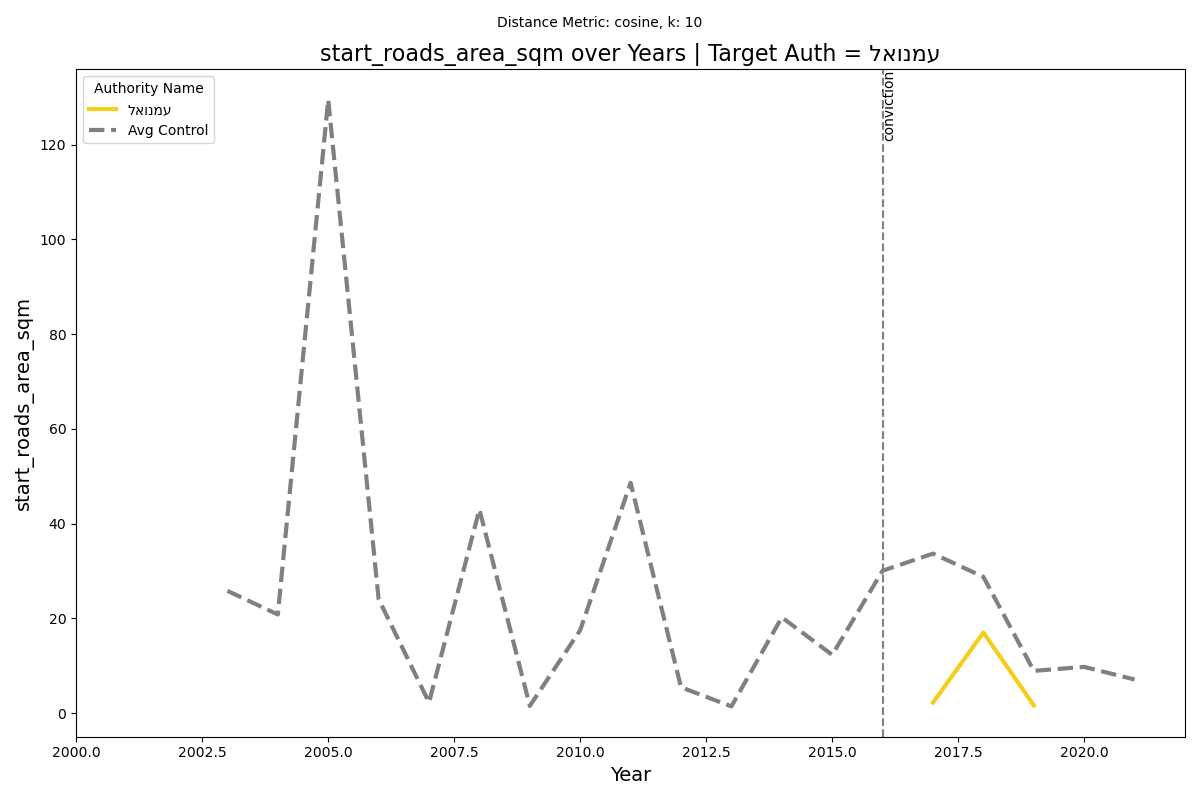 Distance Metric: cosine, k: 10
start_roads_area_sqm over Years | Target Auth = עמנואל
Authority Name
עמנואל
Avg Control
conviction
start_roads_area_sqm
120
100
80
60
40
20
0
2000.0 2002.5 2005.0 2007.5 2010.0 2012.5 2015.0 2017.5 2020.0
Year